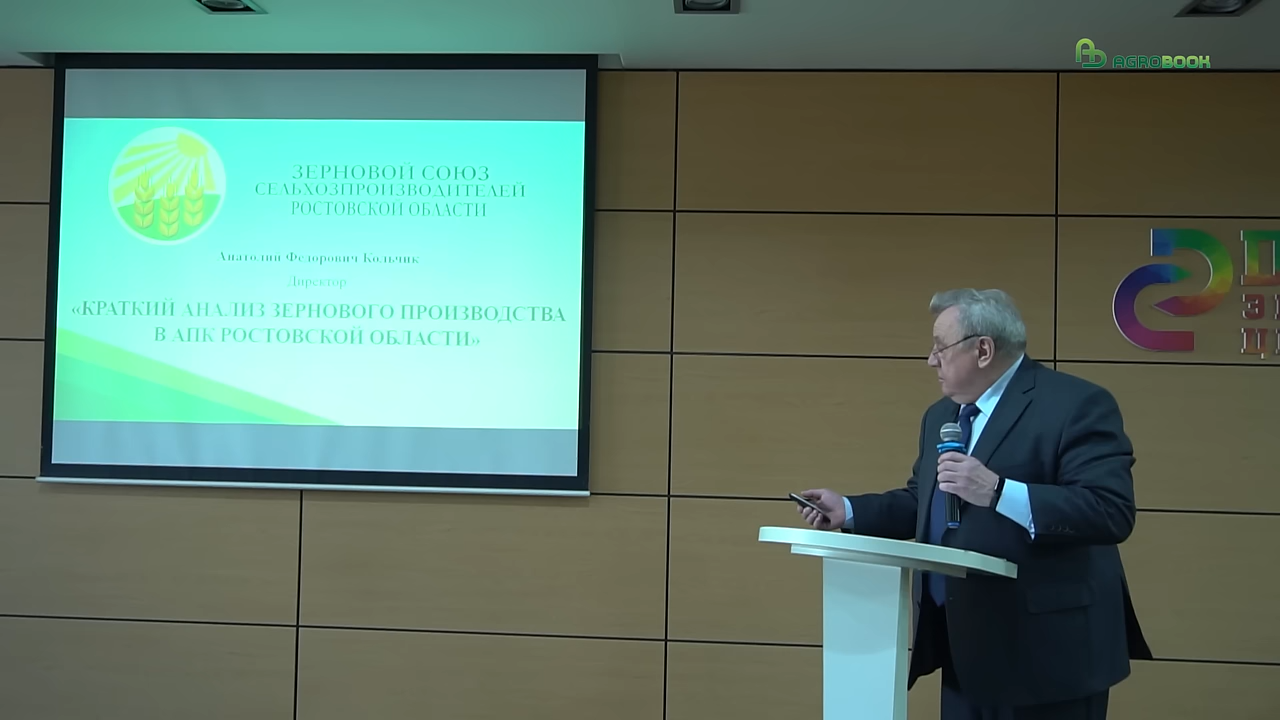 AGROBOOK
ЗЕРНОВОЙ СОЮЗ
СЕЛЬХОЗПРОИЗВОДИТЕЛЕЙ
РОСТОВСКОЙ ОБЛАСТИ
Анатолий Федорович Кольчик
Директор
«КРАТКИЙ АНАЛИЗ ЗЕРНОВОГО ПРОИЗВОДСТВА
В АПК РОСТОВСКОЙ ОБЛАСТИ»